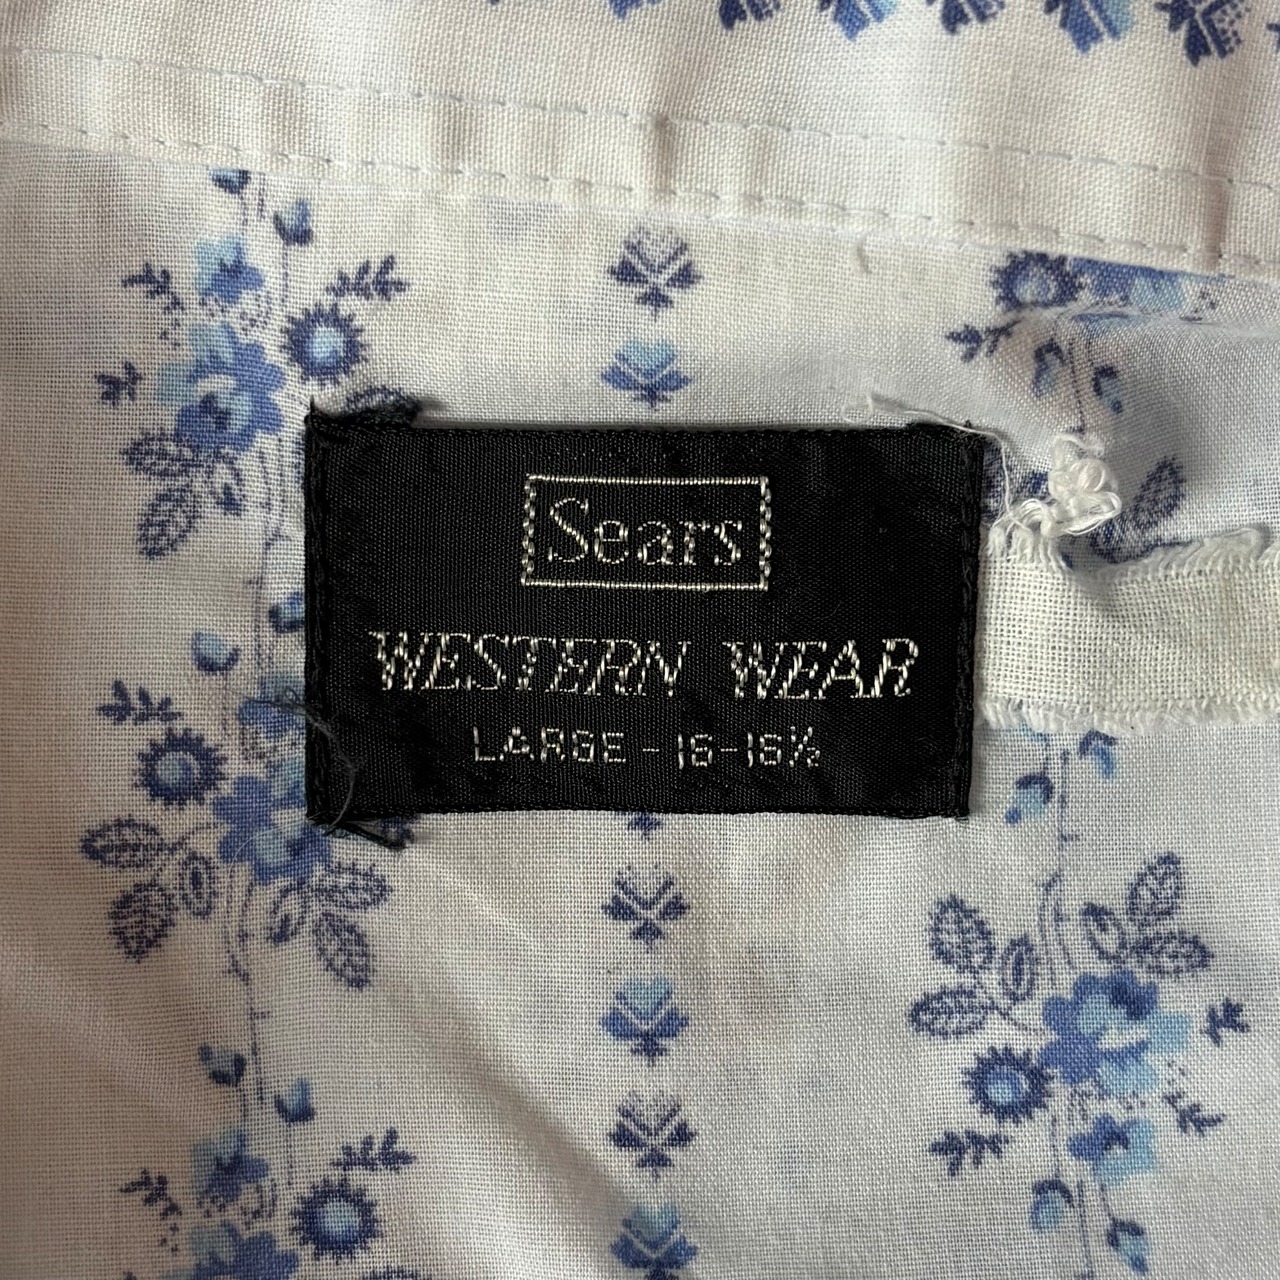 Sears
WESTERN WEAR
LARGE - 16-16½